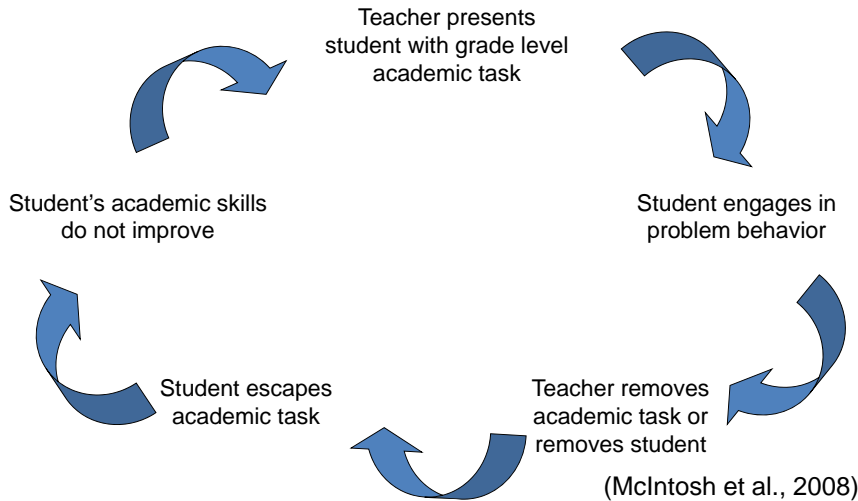 Teacher presents
student with grade level
academic task
Student engages in
problem behavior
Teacher removes
academic task or
removes student
Student escapes
academic task
Student's academic skills
do not improve
(McIntosh et al., 2008)